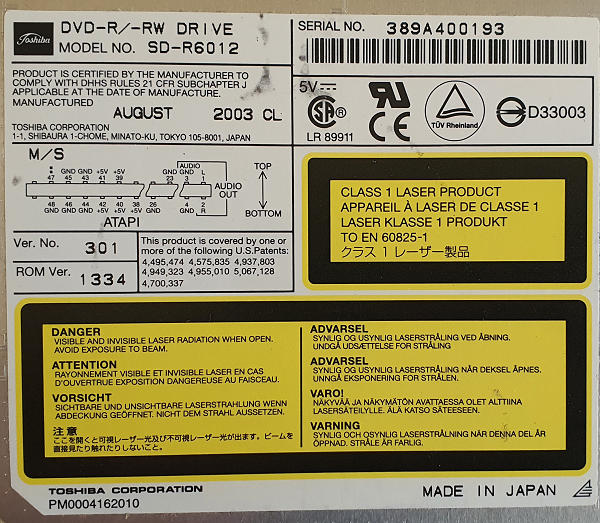 Toshiba
DVD-R/-RW DRIVE
MODEL NO. SD-R6012
SERIAL NO. 389A400193
PRODUCT IS CERTIFIED BY THE MANUFACTURER TO
COMPLY WITH DHHS RULES 21 CFR SUBCHAPTER J
APPLICABLE AT THE DATE OF MANUFACTURE.
MANUFACTURED
AUGUST 2003 CL
TOSHIBA CORPORATION
1-1, SHIBAURA 1-CHOME, MINATO-KU, TOKYO 105-8001, JAPAN
5V
LR 89911
TÜV Rheinland
D33003
M/S
AUDIO
GND GND +5V +5V GND GND L
47 45 43 41 39 23 3 1
AUDIO
OUT
48 46 44 42 40 38 26 4 2
GND GND GND +5V +5V GND GND GND R
ATAPI
TOP
BOTTOM
CLASS 1 LASER PRODUCT
APPAREIL À LASER DE CLASSE 1
LASER KLASSE 1 PRODUKT
TO EN 60825-1
クラス 1 レーザー製品
Ver. No. 301
ROM Ver. 1334
This product is covered by one or
more of the following U.S.Patents:
4,495,474 4,575,835 4,937,803
4,949,323 4,955,010 5,067,128
4,700,337
DANGER
VISIBLE AND INVISIBLE LASER RADIATION WHEN OPEN.
AVOID EXPOSURE TO BEAM.
ATTENTION
RAYONNEMENT VISIBLE ET INVISIBLE LASER EN CAS
D'OUVERTRUE EXPOSITION DANGEREUSE AU FAISCEAU.
VORSICHT
SICHTBARE UND UNSICHTBARE LASERSTRAHLUNG WENN
ABDECKUNG GEÖFFNET. NICHT DEM STRAHL AUSSETZEN.
注意
ここを開くと可視レーザー光及び不可視レーザー光が出ます。ビームを
直接見たり触れたりしないこと。
ADVARSEL
SYNLIG OG USYNLIG LASERSTRÅLING VED ÅBNING.
UNDGÅ UDSÆTTELSE FOR STRÅLING
ADVARSEL
SYNLIG OG USYNLIG LASERSTRÅLING NÅR DEKSEL ÅPNES.
UNNGÅ EKSPONERING FOR STRÅLEN.
VARO!
NÄKYVÄÄ JA NÄKYMÄTÖN AVATTAESSA OLET ALTTIINA
LASERSÄTEILYLLE. ÄLÄ KATSO SÄTEESEEN.
VARNING
SYNLIG OCH OSYNLIG LASERSTRÅLNING NÄR DENNA DEL ÄR
ÖPPNAD. STRÅLE ÄR FARLIG.
TOSHIBA CORPORATION
PM0004162010
MADE IN JAPAN